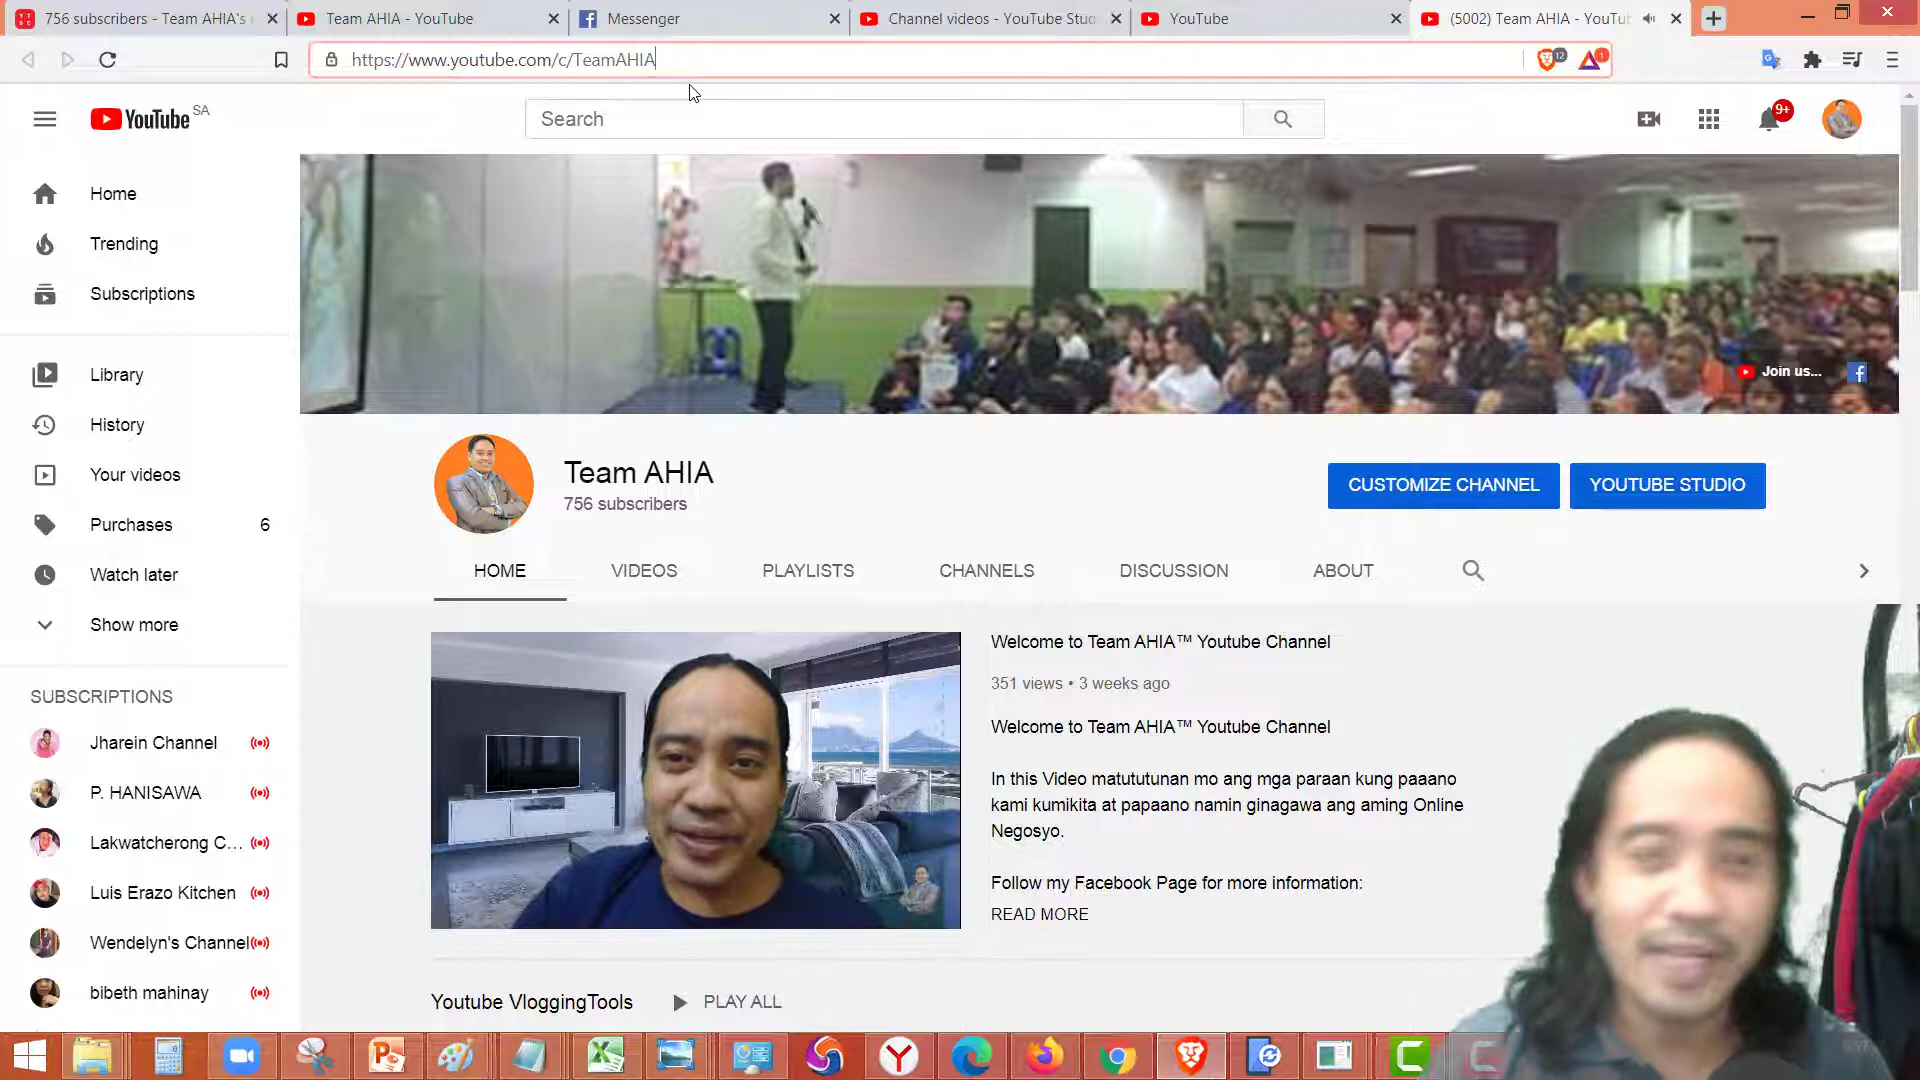 756 subscribers - Team AHIA's
Team AHIA - YouTube
Messenger
Channel videos - YouTube Stud
YouTube
(5002) Team AHIA - YouTu
https://www.youtube.com/c/TeamAHIA
12
1
YouTube SA
Search
9+
Home
Trending
Subscriptions
Library
History
Your videos
Purchases 6
Watch later
Show more
SUBSCRIPTIONS
Jharein Channel
P. HANISAWA
Lakwatcherong C...
Luis Erazo Kitchen
Wendelyn's Channel
bibeth mahinay
Join us...
Team AHIA
756 subscribers
CUSTOMIZE CHANNEL
YOUTUBE STUDIO
HOME
VIDEOS
PLAYLISTS
CHANNELS
DISCUSSION
ABOUT
Welcome to Team AHIA™ Youtube Channel
351 views • 3 weeks ago
Welcome to Team AHIA™ Youtube Channel
In this Video matututunan mo ang mga paraan kung paaano
kami kumikita at papaano namin ginagawa ang aming Online
Negosyo.
Follow my Facebook Page for more information:
READ MORE
Youtube VloggingTools
PLAY ALL